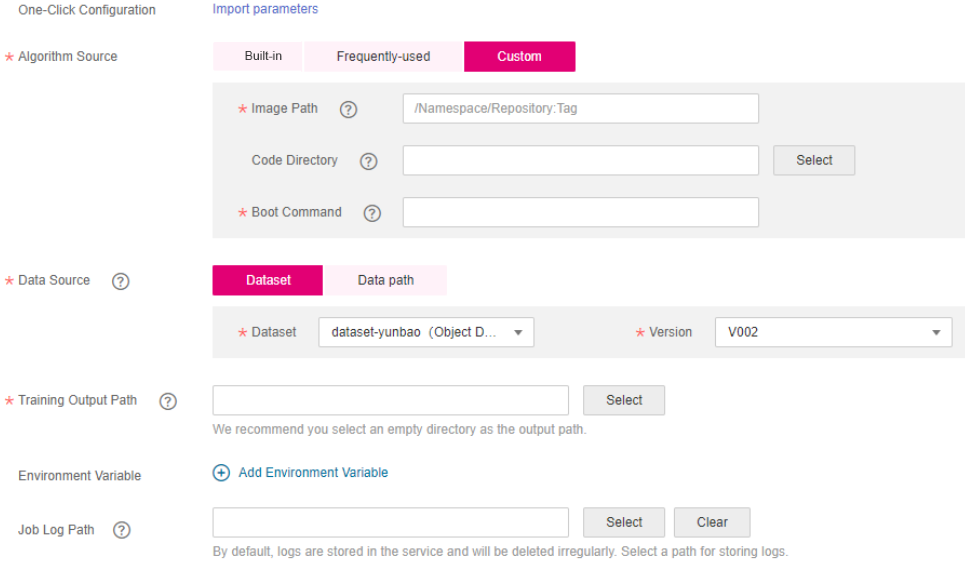 One-Click Configuration Import parameters
* Algorithm Source Built-in Frequently-used Custom
* Image Path ? /Namespace/Repository:Tag
Code Directory ? Select
* Boot Command ?
* Data Source ? Dataset Data path
* Dataset dataset-yunbao (Object D... * Version V002
* Training Output Path ? Select
We recommend you select an empty directory as the output path.
Environment Variable + Add Environment Variable
Job Log Path ? Select Clear
By default, logs are stored in the service and will be deleted irregularly. Select a path for storing logs.